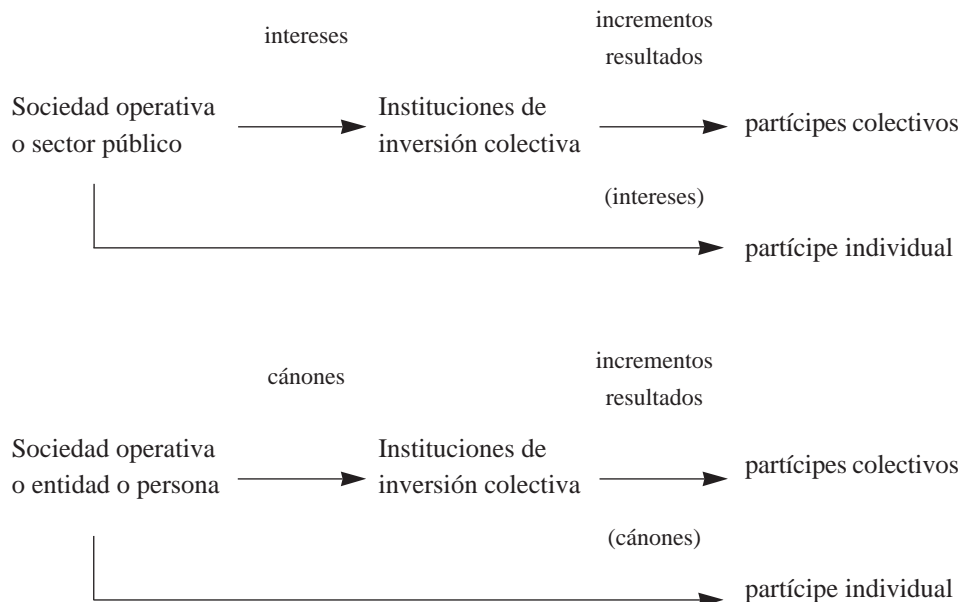 intereses
incrementos
resultados
Sociedad operativa
o sector público
Instituciones de
inversión colectiva
partícipes colectivos
(intereses)
partícipe individual
cánones
incrementos
resultados
Sociedad operativa
o entidad o persona
Instituciones de
inversión colectiva
partícipes colectivos
(cánones)
partícipe individual